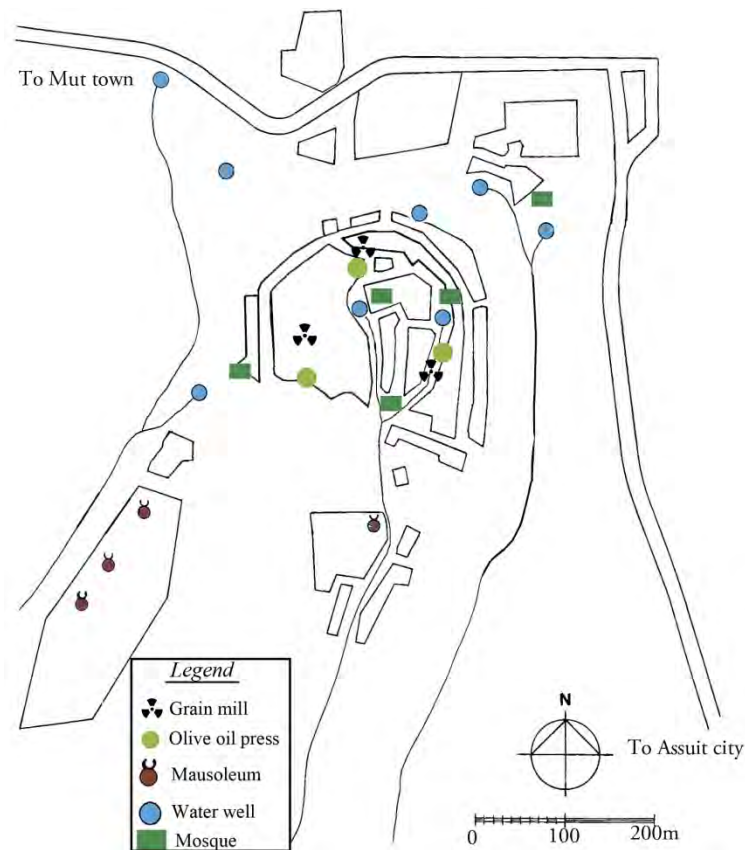 To Mut town
Legend
Grain mill
Olive oil press
Mausoleum
Water well
Mosque
N
To Assuit city
0 100 200m